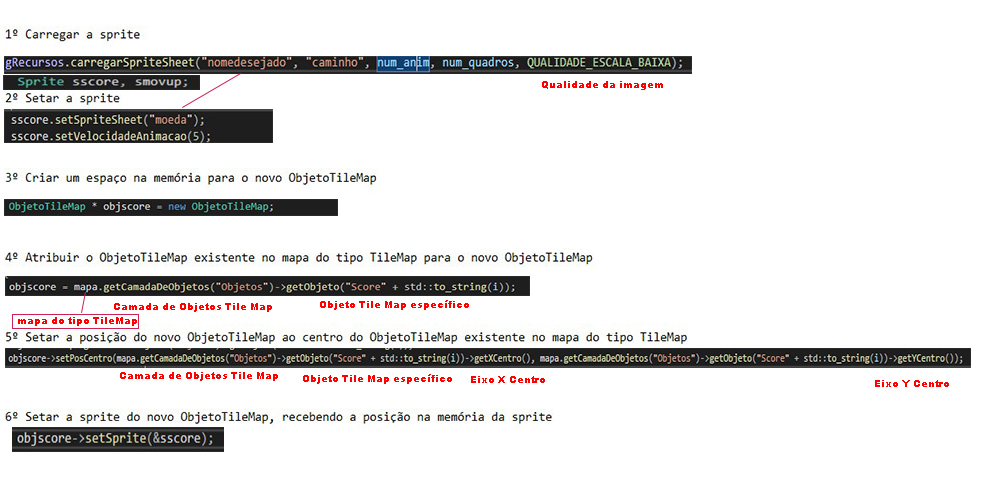 1º Carregar a sprite
gRecursos.carregarSpriteSheet("nomedesejado", "caminho", num_anim, num_quadros, QUALIDADE_ESCALA_BAIXA);
Sprite sscore, smovup;
Qualidade da imagem
2º Setar a sprite
sscore.setSpriteSheet("moeda");
sscore.setVelocidadeAnimacao(5);
3º Criar um espaço na memória para o novo ObjetoTileMap
ObjetoTileMap * objscore = new ObjetoTileMap;
4º Atribuir o ObjetoTileMap existente no mapa do tipo TileMap para o novo ObjetoTileMap
objscore = mapa.getCamadaDeObjetos("Objetos")->getObjeto("Score" + std::to_string(i));
Camada de Objetos Tile Map Objeto Tile Map específico
mapa do tipo TileMap
5º Setar a posição do novo ObjetoTileMap ao centro do ObjetoTileMap existente no mapa do tipo TileMap
objscore->setPosCentro(mapa.getCamadaDeObjetos("Objetos")->getObjeto("Score" + std::to_string(i))->getXCentro(), mapa.getCamadaDeObjetos("Objetos")->getObjeto("Score" + std::to_string(i))->getYCentro());
Camada de Objetos Tile Map Objeto Tile Map específico Eixo X Centro Eixo Y Centro
6º Setar a sprite do novo ObjetoTileMap, recebendo a posição na memória da sprite
objscore->setSprite(&sscore);